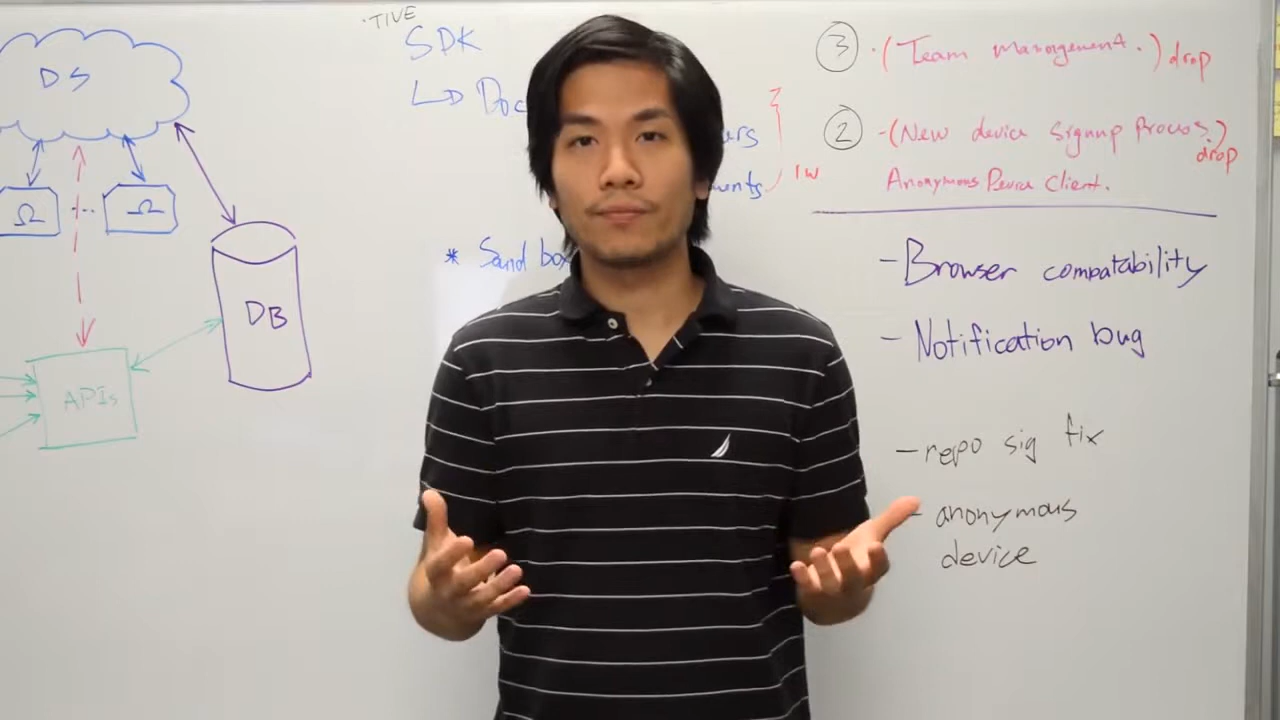 DS
Ω
Ω
DB
APIs
TIVE
SDK
* Sand box
1w
3 . (Team management.) drop
2 -(New device signup Process.) drop
Anonymous Device Client.
- Browser compatability
- Notification bug
- repo sig fix
- anonymous
device